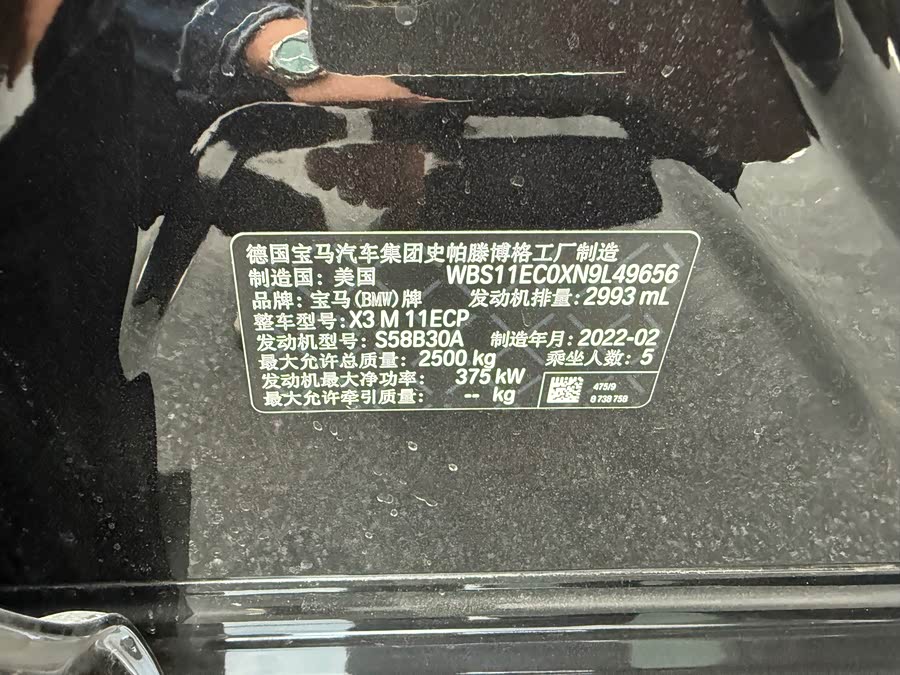 德国宝马汽车集团史帕滕博格工厂制造
制造国: 美国 WBS11EC0XN9L49656
品牌: 宝马(BMW)牌 发动机排量: 2993 mL
整车型号: X3 M 11ECP
发动机型号: S58B30A 制造年月: 2022-02
最大允许总质量: 2500 kg 乘坐人数: 5
发动机最大净功率: 375 kW
最大允许牵引质量: -- kg
475/9
8 738 758